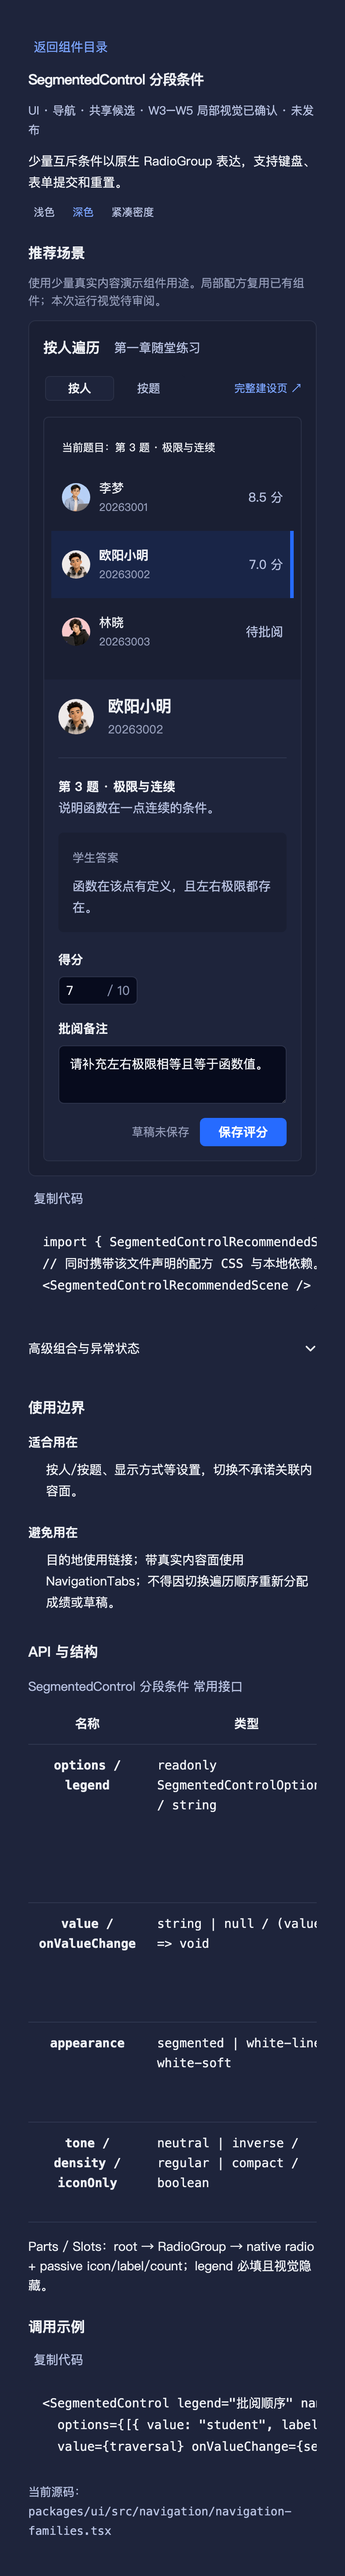 返回组件目录
SegmentedControl 分段条件
UI · 导航 · 共享候选 · W3—W5 局部视觉已确认 · 未发
布
少量互斥条件以原生 RadioGroup 表达，支持键盘、
表单提交和重置。
浅色 深色 紧凑密度
推荐场景
使用少量真实内容演示组件用途。局部配方复用已有组
件；本次运行视觉待审阅。
按人遍历 第一章随堂练习
按人 按题 完整建设页 ↗
当前题目：第 3 题 · 极限与连续
李梦
20263001
8.5 分
欧阳小明
20263002
7.0 分
林晓
20263003
待批阅
欧阳小明
20263002
第 3 题 · 极限与连续
说明函数在一点连续的条件。
学生答案
函数在该点有定义，且左右极限都存
在。
得分
7 / 10
批阅备注
请补充左右极限相等且等于函数值。
草稿未保存 保存评分
复制代码
import { SegmentedControlRecommendedS
// 同时携带该文件声明的配方 CSS 与本地依赖。
<SegmentedControlRecommendedScene />
高级组合与异常状态
使用边界
适合用在
按人/按题、显示方式等设置，切换不承诺关联内
容面。
避免用在
目的地使用链接；带真实内容面使用
NavigationTabs；不得因切换遍历顺序重新分配
成绩或草稿。
API 与结构
SegmentedControl 分段条件 常用接口
名称 类型
options /
legend
readonly
SegmentedControlOption
/ string
value /
onValueChange
string | null / (value
=> void
appearance
segmented | white-line
white-soft
tone /
density /
iconOnly
neutral | inverse /
regular | compact /
boolean
Parts / Slots：root → RadioGroup → native radio
+ passive icon/label/count；legend 必填且视觉隐
藏。
调用示例
复制代码
<SegmentedControl legend="批阅顺序" nam
options={[{ value: "student", label
value={traversal} onValueChange={se
当前源码：
packages/ui/src/navigation/navigation-
families.tsx